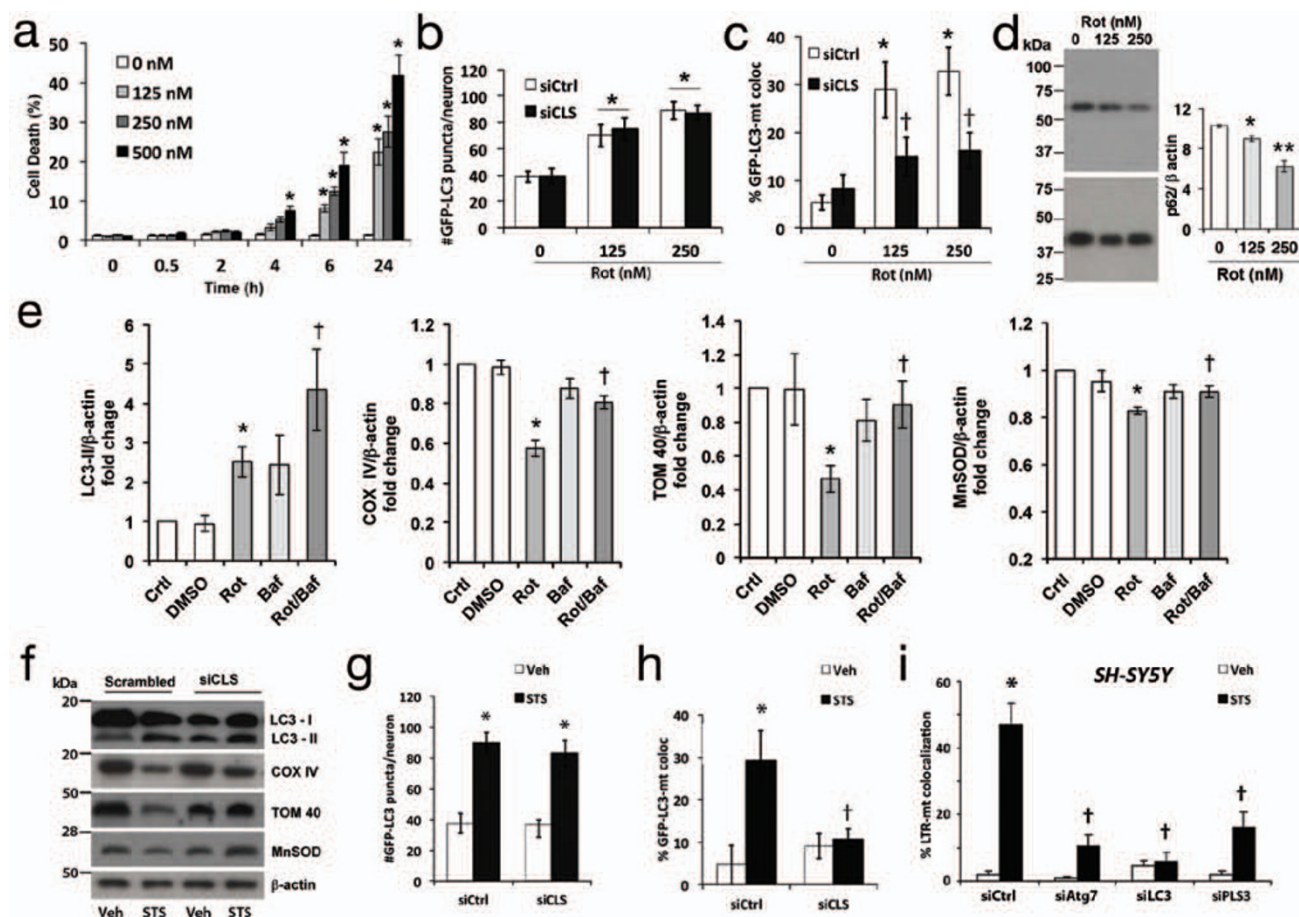 a
50
40
30
20
10
0
Cell Death (%)
0 nM
125 nM
250 nM
500 nM
* * * * * * *
0 0.5 2 4 6 24
Time (h)
b
120
100
80
60
40
20
0
#GFP-LC3 puncta/neuron
siCtrl
siCLS
* *
0 125 250
Rot (nM)
c
40
30
20
10
0
% GFP-LC3-mt coloc
siCtrl
siCLS
* † * †
0 125 250
Rot (nM)
d
Rot (nM)
kDa 0 125 250
100
75
50
37
75
50
37
25
12
8
4
0
p62/ β actin
* **
0 125 250
Rot (nM)
e
6
5
4
3
2
1
0
LC3-II/β-actin
fold chage
* †
Crtl DMSO Rot Baf Rot/Baf
1.2
1
0.8
0.6
0.4
0.2
0
COX IV/β-actin
fold change
* †
Crtl DMSO Rot Baf Rot/Baf
1.4
1.2
1
0.8
0.6
0.4
0.2
0
TOM 40/β-actin
fold change
* †
Crtl DMSO Rot Baf Rot/Baf
1.2
1
0.8
0.6
0.4
0.2
MnSOD/β-actin
fold change
* †
Crtl DMSO Rot Baf Rot/Baf
f
kDa Scrambled siCLS
20
LC3 - I
LC3 - II
20
COX IV
50
TOM 40
28
MnSOD
50
β-actin
Veh STS Veh STS
g
Veh
STS
120
100
80
60
40
20
0
#GFP-LC3 puncta/neuron
* *
siCtrl siCLS
h
Veh
STS
40
30
20
10
0
% GFP-LC3-mt coloc
* †
siCtrl siCLS
i
SH-SY5Y
Veh
STS
60
40
20
0
% LTR-mt colocalization
* † † †
siCtrl siAtg7 siLC3 siPLS3